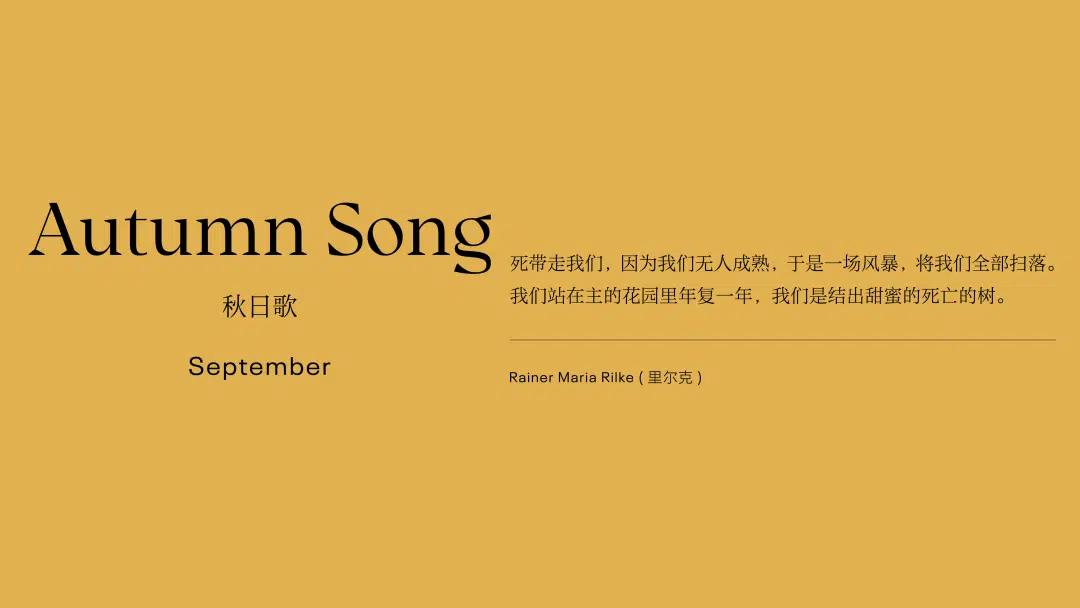 Autumn Song
秋日歌
September
死带走我们，因为我们无人成熟，于是一场风暴，将我们全部扫落。
我们站在主的花园里年复一年，我们是结出甜蜜的死亡的树。
Rainer Maria Rilke ( 里尔克 )